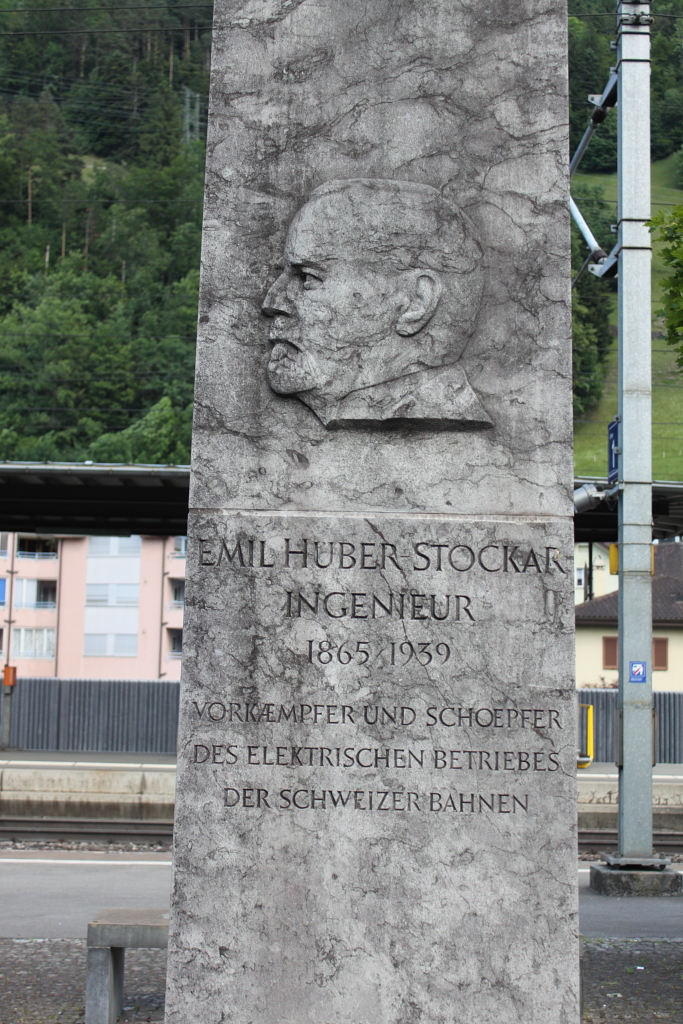 EMIL HUBER-STOCKAR
INGENIEUR
1865 1939
VORKÆMPFER UND SCHOEPFER
DES ELEKTRISCHEN BETRIEBES
DER SCHWEIZER BAHNEN